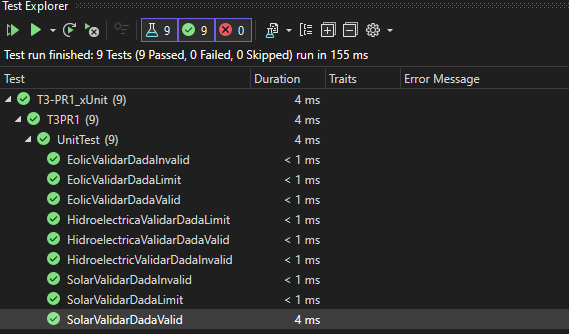 Test Explorer
9 9 0
Test run finished: 9 Tests (9 Passed, 0 Failed, 0 Skipped) run in 155 ms
Test Duration Traits Error Message
T3-PR1_xUnit (9) 4 ms
T3PR1 (9) 4 ms
UnitTest (9) 4 ms
EolicValidarDadaInvalid < 1 ms
EolicValidarDadaLimit < 1 ms
EolicValidarDadaValid < 1 ms
HidroelectricaValidarDadaLimit < 1 ms
HidroelectricaValidarDadaValid < 1 ms
HidroelectricaValidarDadaInvalid < 1 ms
SolarValidarDadaInvalid < 1 ms
SolarValidarDadaLimit < 1 ms
SolarValidarDadaValid 4 ms